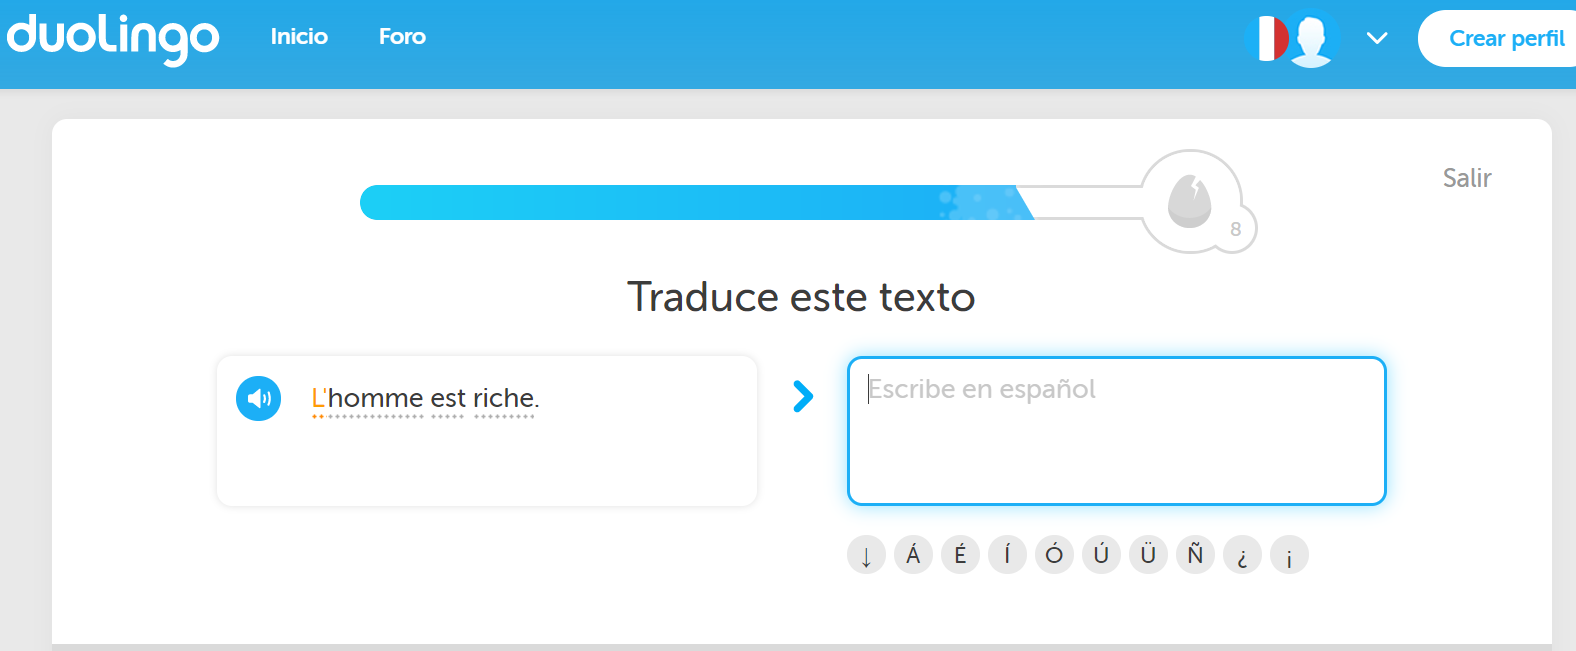 duolingo Inicio Foro Crear perfil
Salir
8
Traduce este texto
L'homme est riche.
Escribe en español
↓ Á É Í Ó Ú Ü Ñ ¿ ¡